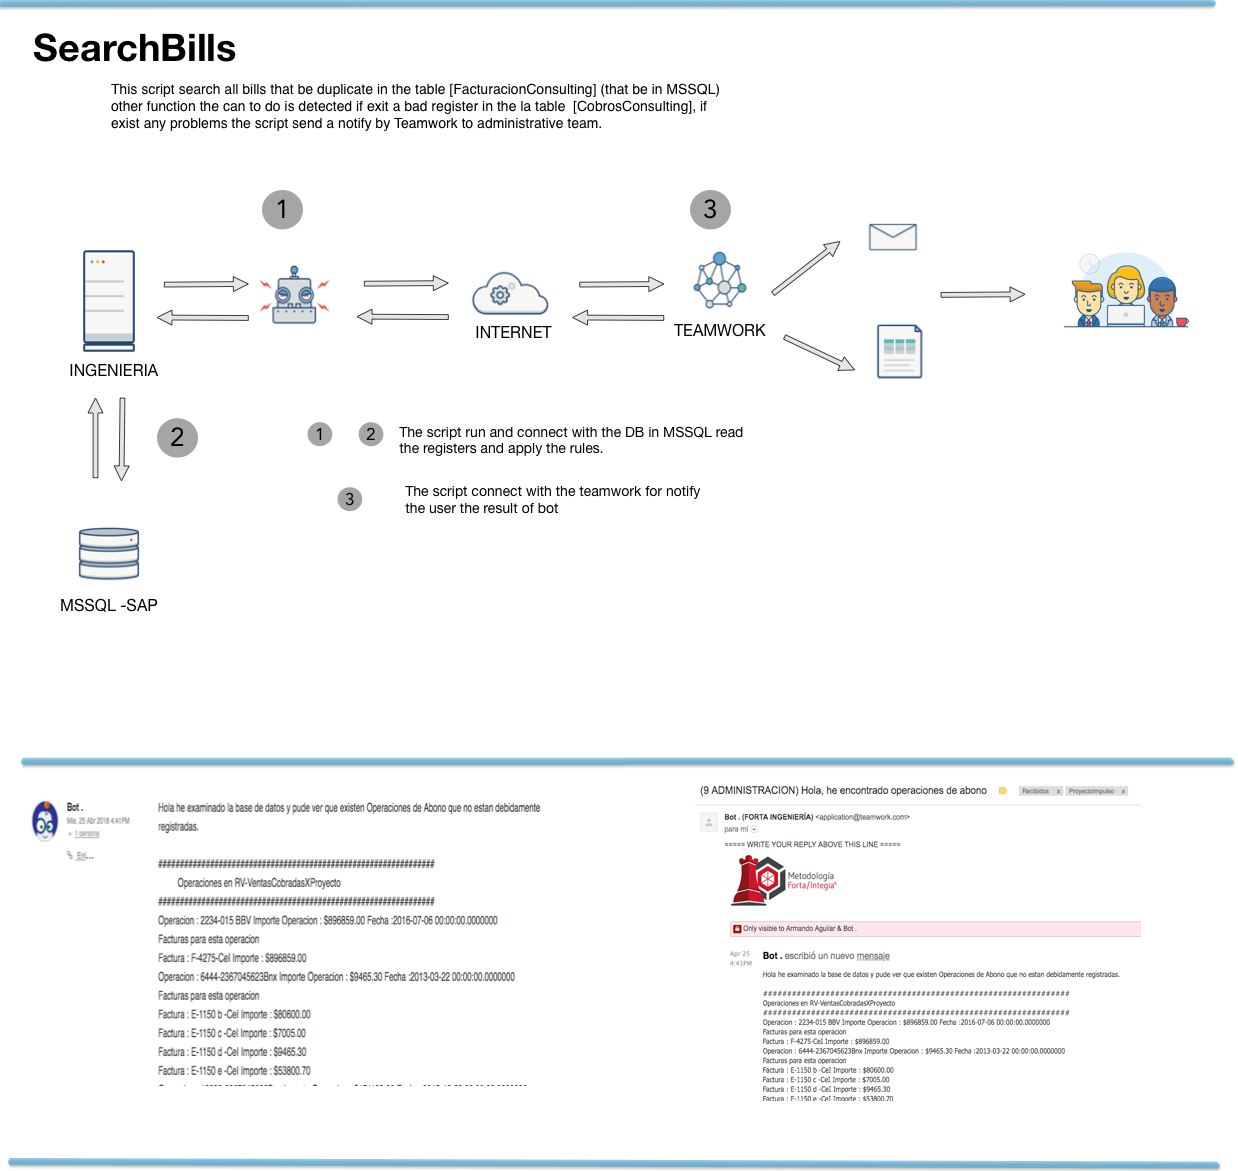 SearchBills
This script search all bills that be duplicate in the table [FacturacionConsulting] (that be in MSSQL)
other function the can to do is detected if exit a bad register in the la table [CobrosConsulting], if
exist any problems the script send a notify by Teamwork to administrative team.
1
3
INTERNET
TEAMWORK
INGENIERIA
2
1 2 The script run and connect with the DB in MSSQL read
the registers and apply the rules.
3 The script connect with the teamwork for notify
the user the result of bot
MSSQL -SAP
Bot .
Mie, 25 Abr 2018 4:41PM
1 persona
Hola he examinado la base de datos y pude ver que existen Operaciones de Abono que no estan debidamente
registradas.
Operaciones en RV-VentasCobradasXProyecto
Operacion : 2234-015 BBV Importe Operacion : $896859.00 Fecha :2016-07-06 00:00:00.0000000
Facturas para esta operacion
Factura : F-4275-CeI Importe : $896859.00
Operacion : 6444-2367045623Bnx Importe Operacion : $9465.30 Fecha :2013-03-22 00:00:00.0000000
Facturas para esta operacion
Factura : E-1150 b -CeI Importe : $80600.00
Factura : E-1150 c -CeI Importe : $7005.00
Factura : E-1150 d -CeI Importe : $9465.30
Factura : E-1150 e -CeI Importe : $53800.70
(9 ADMINISTRACION) Hola, he encontrado operaciones de abono Recibidos x ProyectoImpulso x
Bot . (FORTA INGENIERÍA) <application@teamwork.com>
para mí
===== WRITE YOUR REPLY ABOVE THIS LINE =====
Metodología
Forta/Integia®
Only visible to Armando Aguilar & Bot .
Apr 25
4:41PM
Bot . escribió un nuevo mensaje
Hola he examinado la base de datos y pude ver que existen Operaciones de Abono que no estan debidamente registradas.
Operaciones en RV-VentasCobradasXProyecto
Operacion : 2234-015 BBV Importe Operacion : $896859.00 Fecha :2016-07-06 00:00:00.0000000
Facturas para esta operacion
Factura : F-4275-CeI Importe : $896859.00
Operacion : 6444-2367045623Bnx Importe Operacion : $9465.30 Fecha :2013-03-22 00:00:00.0000000
Facturas para esta operacion
Factura : E-1150 b -CeI Importe : $80600.00
Factura : E-1150 c -CeI Importe : $7005.00
Factura : E-1150 d -CeI Importe : $9465.30
Factura : E-1150 e -CeI Importe : $53800.70